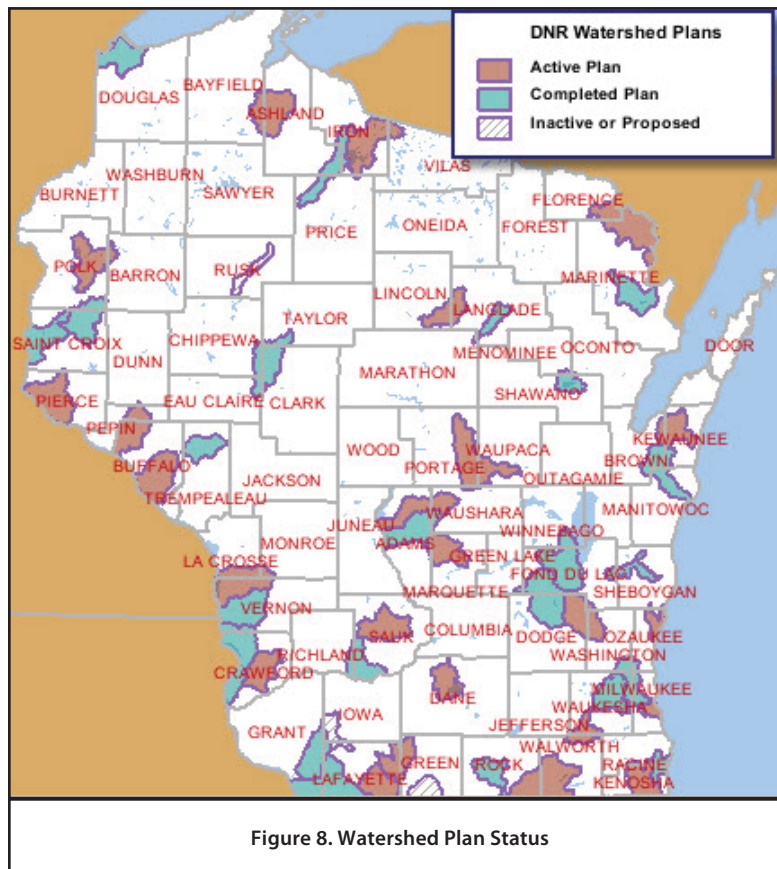 DNR Watershed Plans
Active Plan
Completed Plan
Inactive or Proposed
DOUGLAS
BAYFIELD
ASHLAND
IRON
VILAS
WASHBURN
BURNETT
SAWYER
FLORENCE
ONEIDA
FOREST
PRICE
POLK
BARRON
RUSK
MARINETTE
LINCOLN
LANGLADE
TAYLOR
SAINT CROIX
CHIPPEWA
DUNN
MENOMINEE
OCONTO
DOOR
MARATHON
SHAWANO
PIERCE
EAU CLAIRE
CLARK
PEPIN
KEWAUNEE
WOOD
WAUPACA
BUFFALO
PORTAGE
BROWN
JACKSON
OUTAGAMIE
TREMPEALEAU
WAUSHARA
MANITOWOC
JUNEAU
WINNEBAGO
MONROE
ADAMS
GREEN LAKE
LA CROSSE
FOND DU LAC
MARQUETTE
SHEBOYGAN
VERNON
SAUK
COLUMBIA
DODGE
OZAUKEE
RICHLAND
WASHINGTON
CRAWFORD
DANE
MILWAUKEE
WAUKESHA
IOWA
JEFFERSON
GRANT
WALWORTH
GREEN
ROCK
RACINE
LAFAYETTE
KENOSHA
Figure 8. Watershed Plan Status